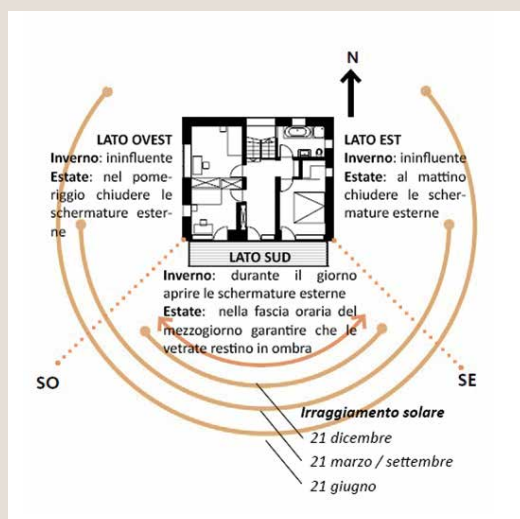 N
LATO OVEST
Inverno: ininfluente
Estate: nel pome-
riggio chiudere le
schermature ester-
ne
LATO EST
Inverno: ininfluente
Estate: al mattino
chiudere le scher-
mature esterne
LATO SUD
Inverno: durante il giorno
aprire le schermature esterne
Estate: nella fascia oraria del
mezzogiorno garantire che le
vetrate restino in ombra
SO
SE
Irraggiamento solare
21 dicembre
21 marzo / settembre
21 giugno